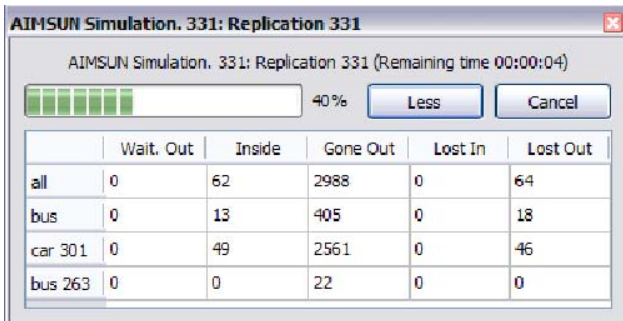 AIMSUN Simulation. 331: Replication 331
AIMSUN Simulation. 331: Replication 331 (Remaining time 00:00:04)
40% Less Cancel
Wait. Out Inside Gone Out Lost In Lost Out
all 0 62 2988 0 64
bus 0 13 405 0 18
car 301 0 49 2561 0 46
bus 263 0 0 22 0 0